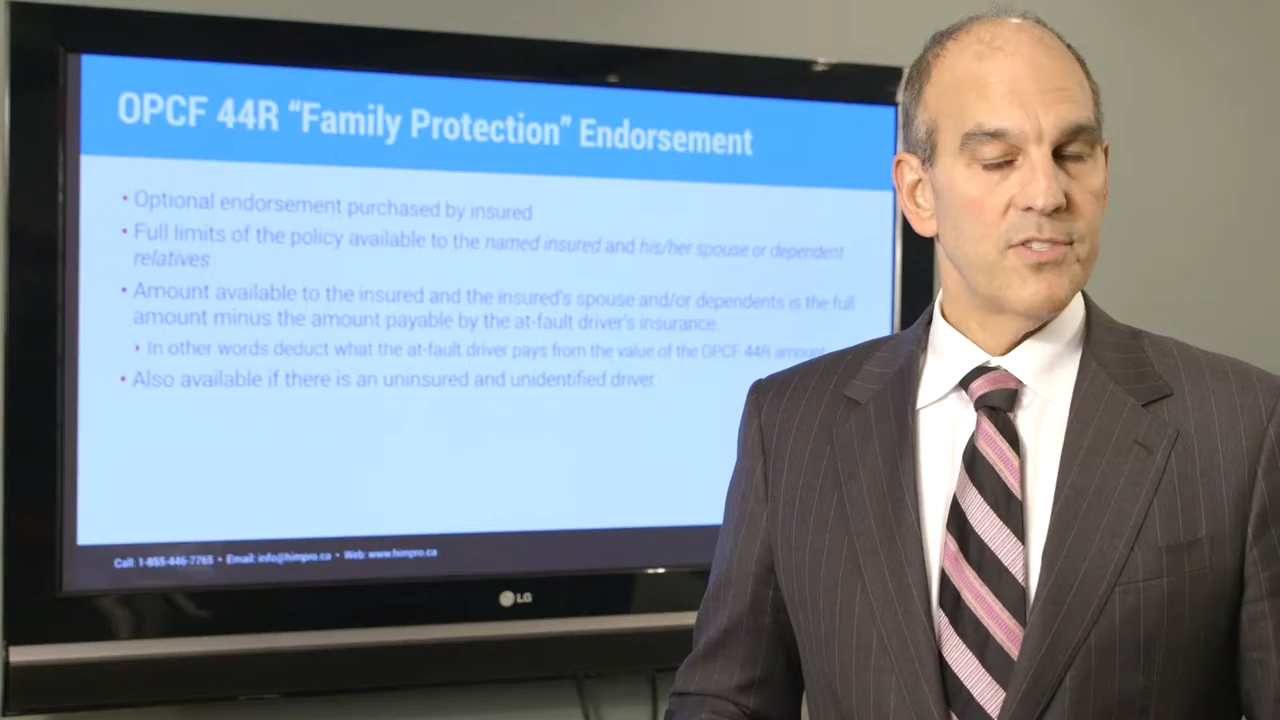 OPCF 44R “Family Protection” Endorsement
• Optional endorsement purchased by insured
• Full limits of the policy available to the named insured and his/her spouse or dependent
relatives
• Amount available to the insured and the insured's spouse and/or dependents is the full
amount minus the amount payable by the at-fault driver's insurance.
‣ In other words deduct what the at-fault driver pays from the value of the OPCF 44R amount
• Also available if there is an uninsured and unidentified driver
Call: 1-855-446-7765 • Email: info@himpro.ca • Web: www.himpro.ca
LG